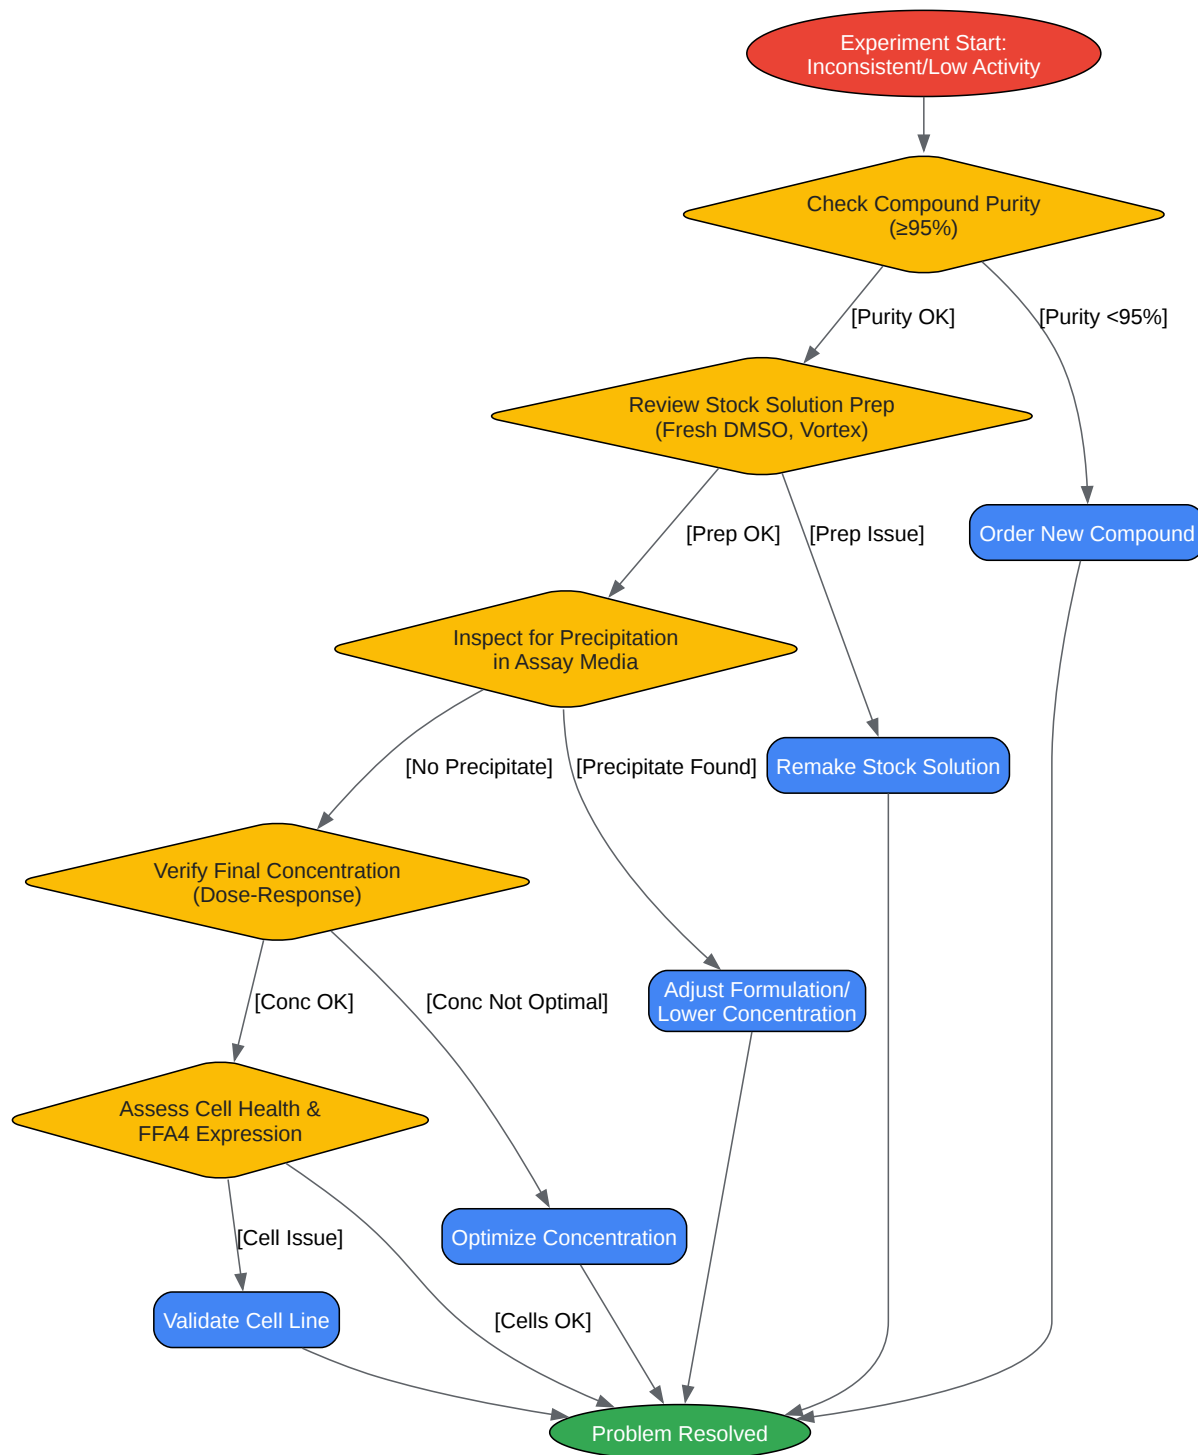 Experiment Start:
Inconsistent/Low Activity
Check Compound Purity
(≥95%)
[Purity OK]
[Purity <95%]
Review Stock Solution Prep
(Fresh DMSO, Vortex)
[Prep OK]
[Prep Issue]
Order New Compound
Inspect for Precipitation
in Assay Media
[No Precipitate]
[Precipitate Found]
Remake Stock Solution
Verify Final Concentration
(Dose-Response)
[Conc OK]
[Conc Not Optimal]
Adjust Formulation/
Lower Concentration
Assess Cell Health &
FFA4 Expression
[Cell Issue]
Optimize Concentration
Validate Cell Line
[Cells OK]
Problem Resolved